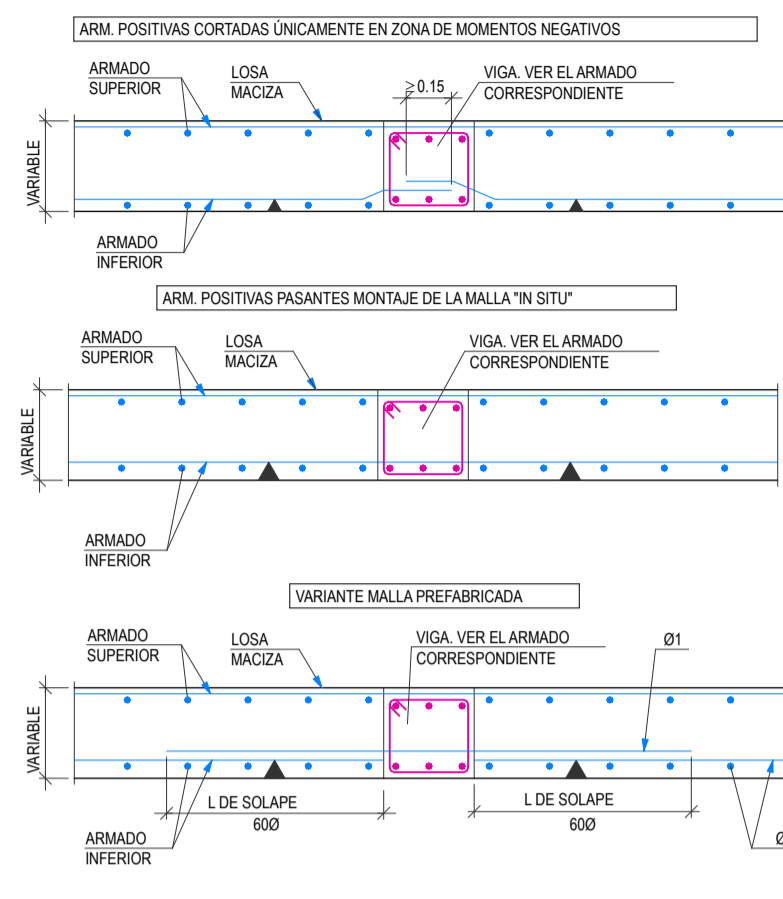 ARM. POSITIVAS CORTADAS ÚNICAMENTE EN ZONA DE MOMENTOS NEGATIVOS
ARMADO
SUPERIOR
LOSA
MACIZA
≥0.15
VIGA. VER EL ARMADO
CORRESPONDIENTE
VARIABLE
ARMADO
INFERIOR
ARM. POSITIVAS PASANTES MONTAJE DE LA MALLA "IN SITU"
ARMADO
SUPERIOR
LOSA
MACIZA
VIGA. VER EL ARMADO
CORRESPONDIENTE
VARIABLE
ARMADO
INFERIOR
VARIANTE MALLA PREFABRICADA
ARMADO
SUPERIOR
LOSA
MACIZA
VIGA. VER EL ARMADO
CORRESPONDIENTE
Ø1
VARIABLE
L DE SOLAPE
60Ø
L DE SOLAPE
60Ø
ARMADO
INFERIOR